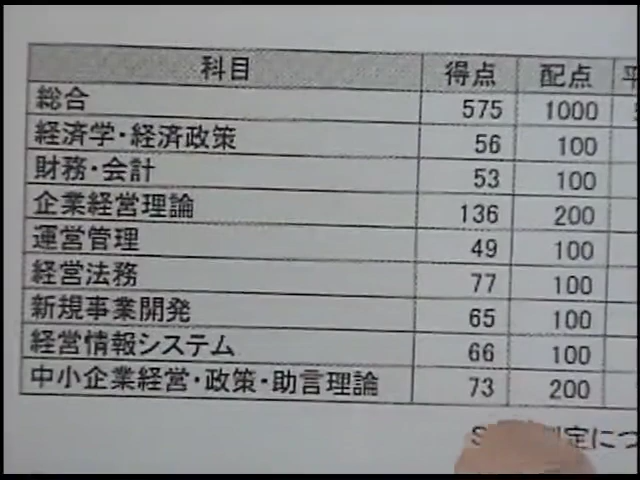 科目 得点 配点 平
総合 575 1000
経済学・経済政策 56 100
財務・会計 53 100
企業経営理論 136 200
運営管理 49 100
経営法務 77 100
新規事業開発 65 100
経営情報システム 66 100
中小企業経営・政策・助言理論 73 200
S 判定につ